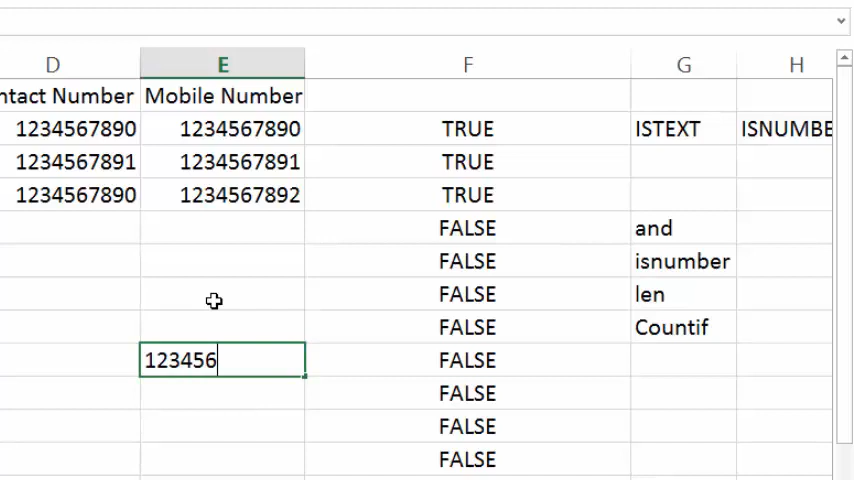 D E F G H
ntact Number Mobile Number
1234567890 1234567890 TRUE ISTEXT ISNUMBE
1234567891 1234567891 TRUE
1234567890 1234567892 TRUE
FALSE and
FALSE isnumber
FALSE len
FALSE Countif
123456 FALSE
FALSE
FALSE
FALSE